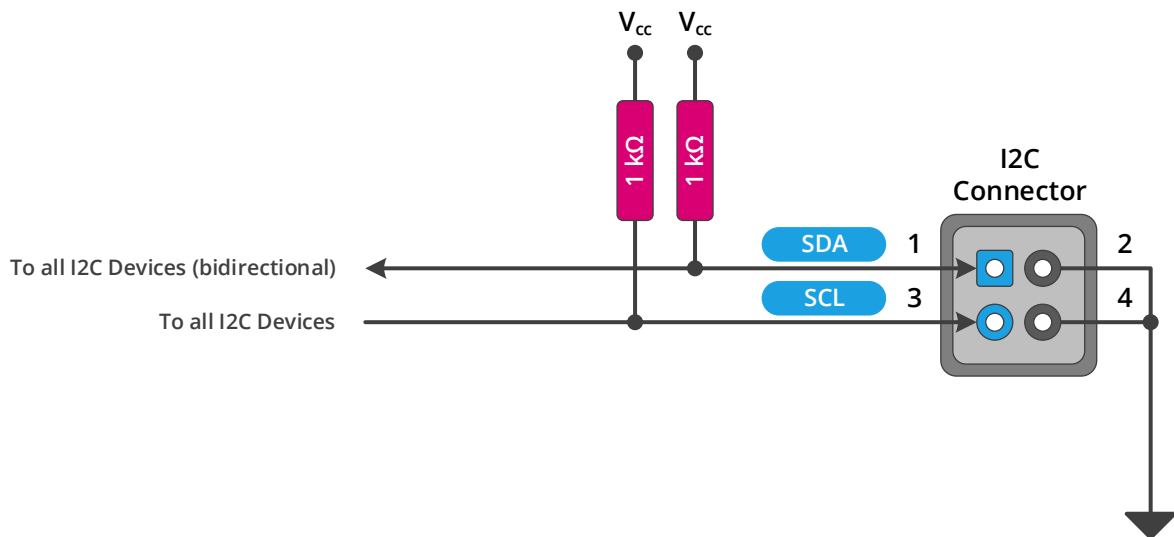 Vcc Vcc
1 kΩ 1 kΩ
I2C
Connector
SDA 1 2
To all I2C Devices (bidirectional)
SCL 3 4
To all I2C Devices